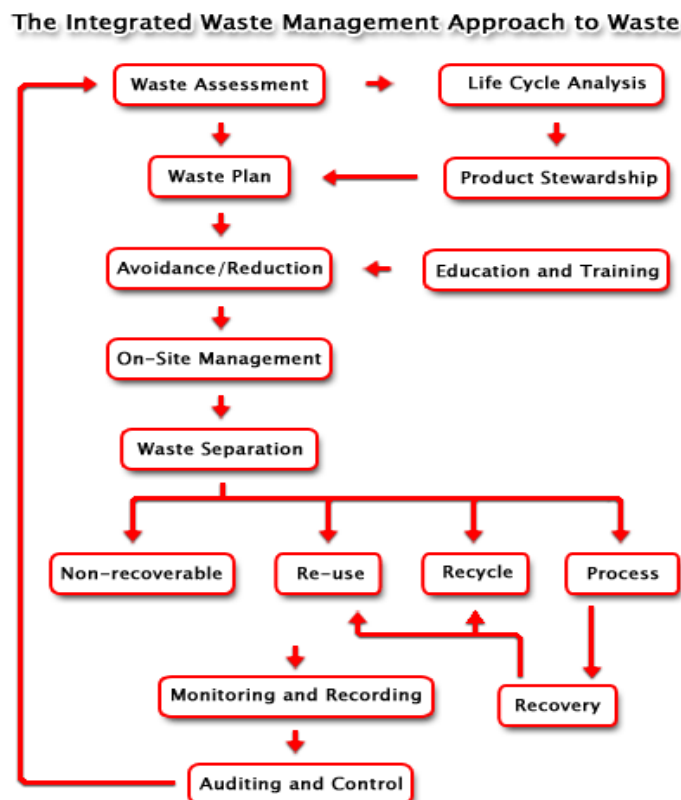 The Integrated Waste Management Approach to Waste
Waste Assessment
Life Cycle Analysis
Waste Plan
Product Stewardship
Avoidance/Reduction
Education and Training
On-Site Management
Waste Separation
Non-recoverable
Re-use
Recycle
Process
Monitoring and Recording
Recovery
Auditing and Control